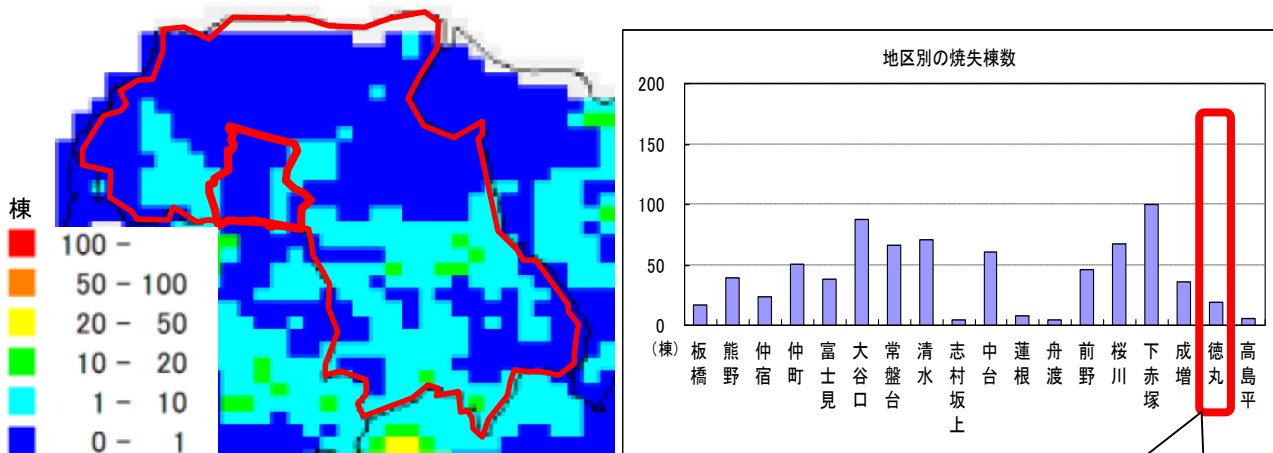 棟
100 -
50 - 100
20 - 50
10 - 20
1 - 10
0 - 1
地区別の焼失棟数
200
150
100
50
0
(棟)
板橋
熊野
仲宿
仲町
富士見
大谷口
常盤台
清水
志村坂上
中台
蓮根
舟渡
前野
桜川
下赤塚
成増
徳丸
高島平